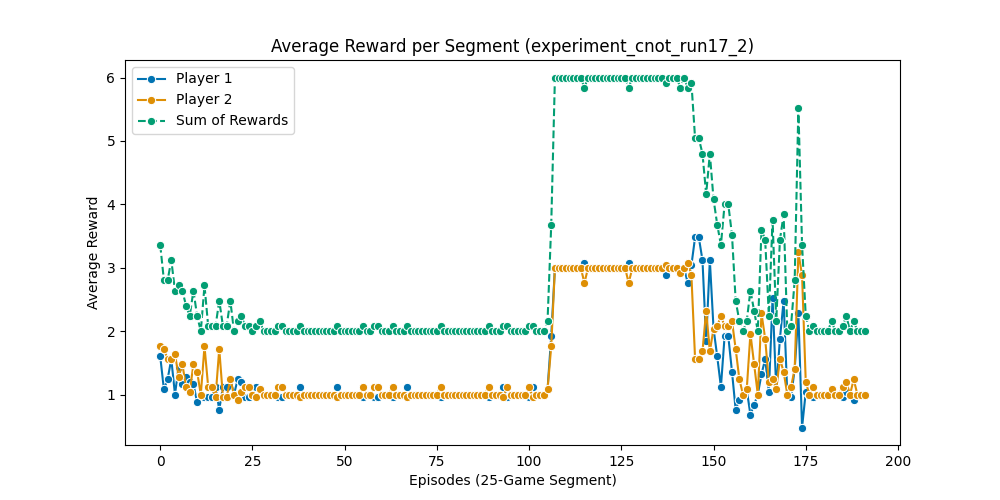 Average Reward per Segment (experiment_cnot_run17_2)
Player 1
Player 2
Sum of Rewards
Average Reward
6
5
4
3
2
1
0
25
50
75
100
125
150
175
200
Episodes (25-Game Segment)